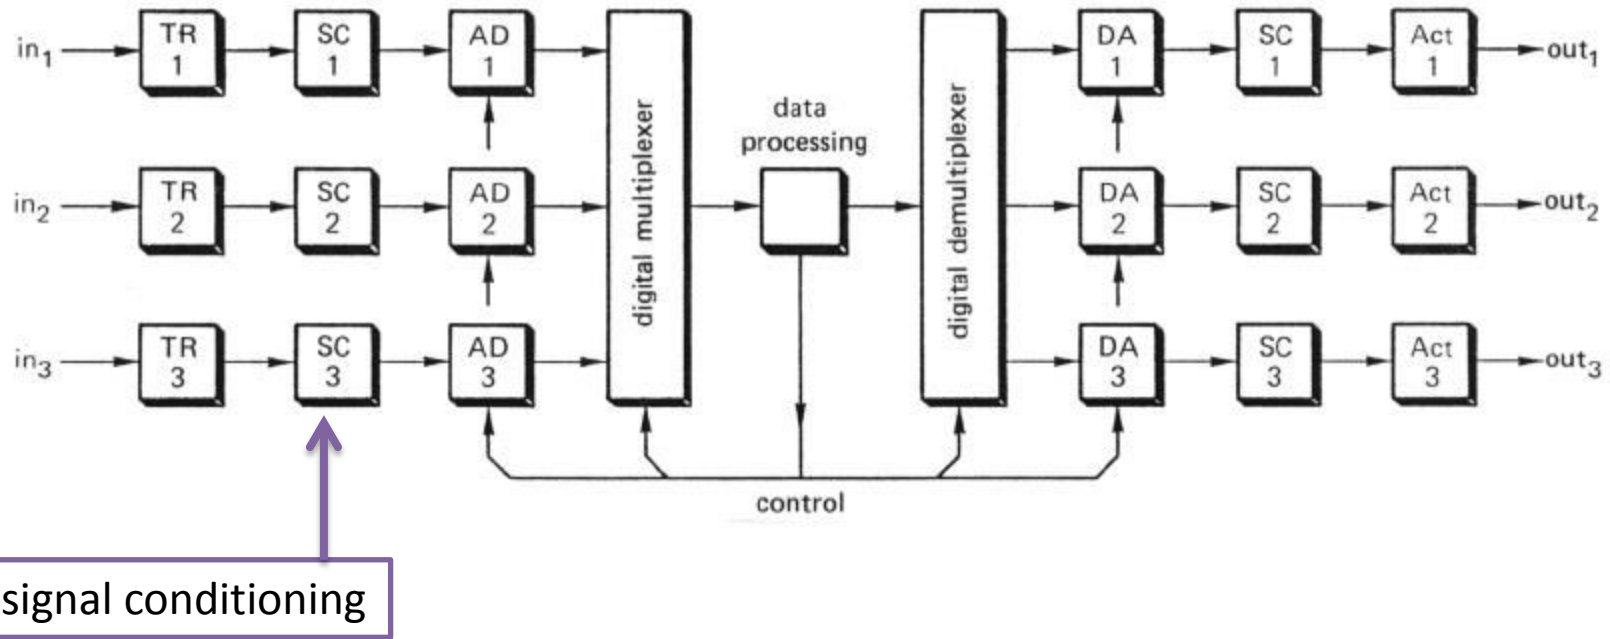 in1
TR
1
SC
1
AD
1
digital multiplexer
data
processing
digital demultiplexer
DA
1
SC
1
Act
1
out1
in2
TR
2
SC
2
AD
2
DA
2
SC
2
Act
2
out2
in3
TR
3
SC
3
AD
3
DA
3
SC
3
Act
3
out3
control
signal conditioning